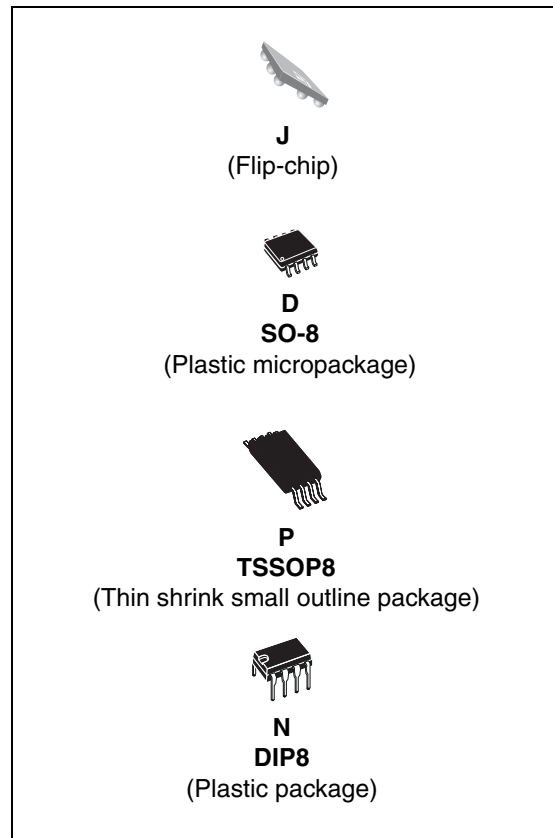 J
(Flip-chip)
D
SO-8
(Plastic micropackage)
P
TSSOP8
(Thin shrink small outline package)
N
DIP8
(Plastic package)